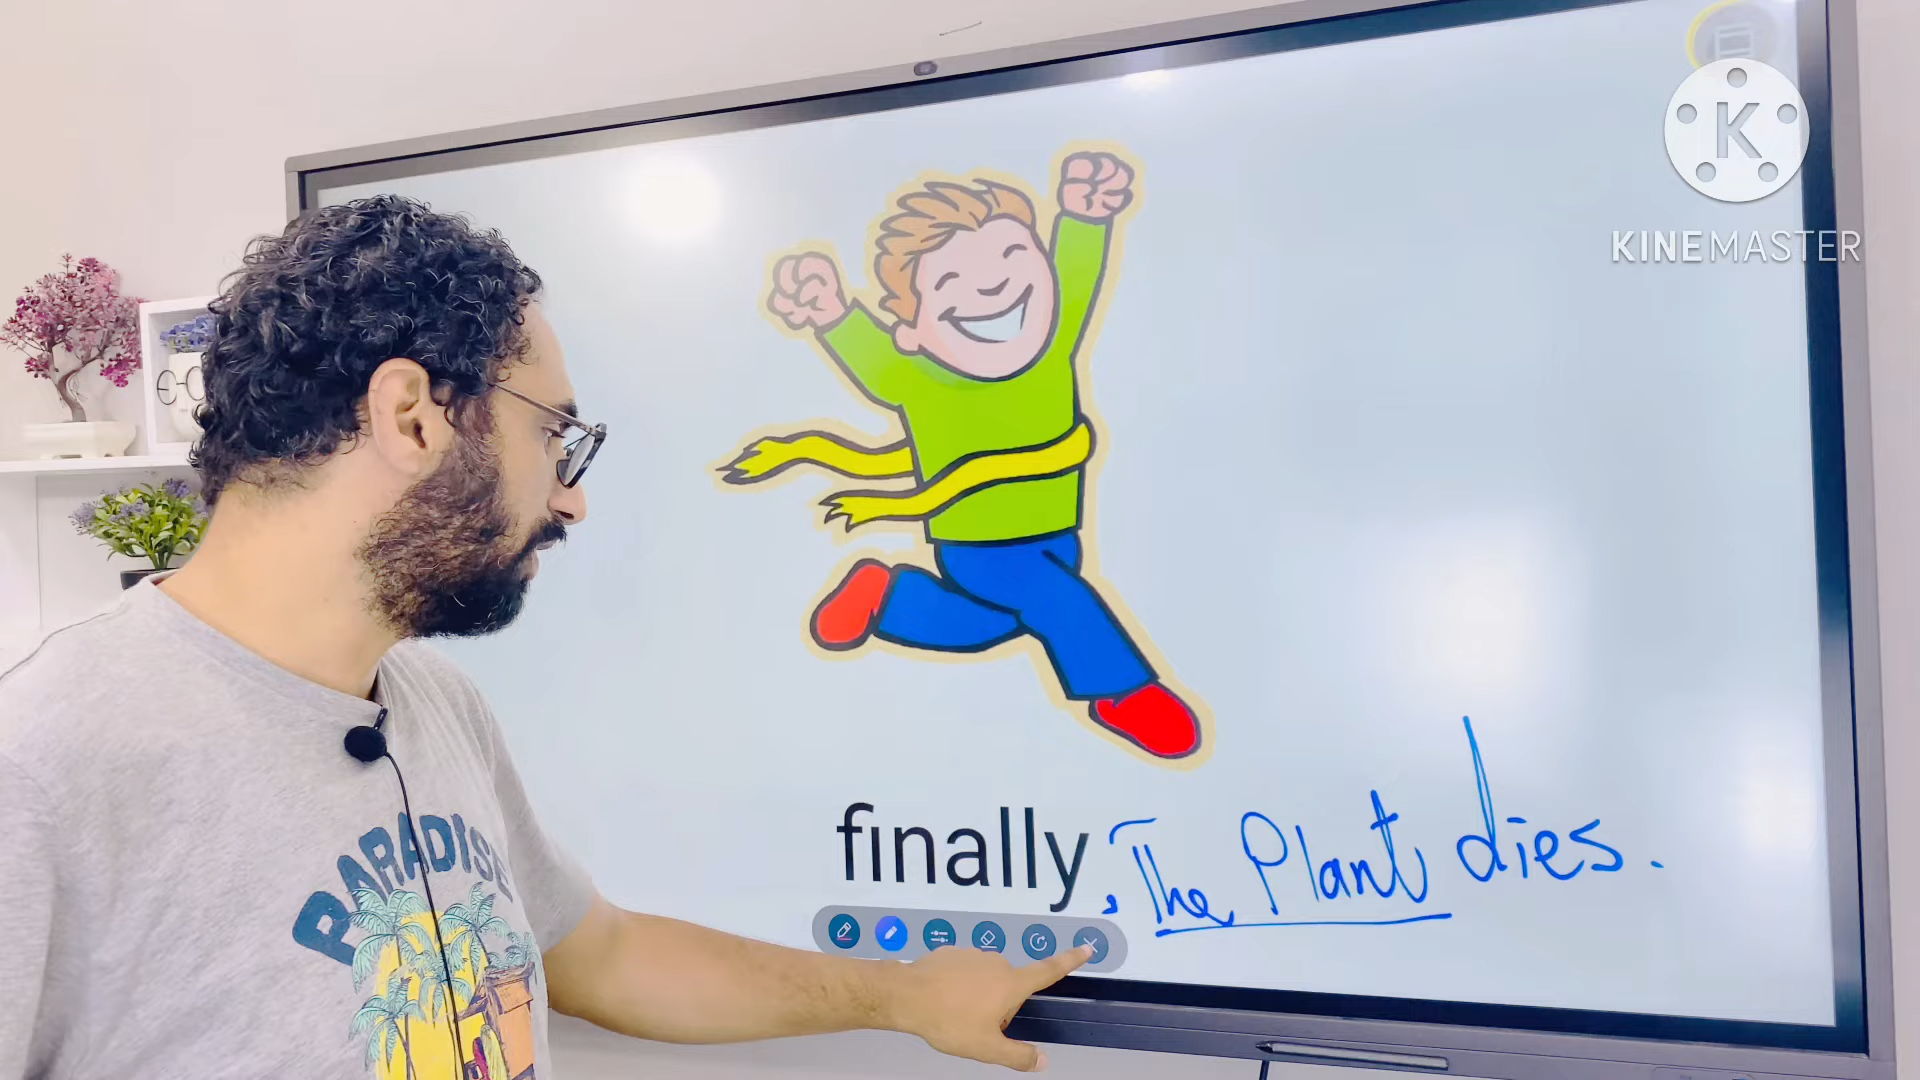 K
KINEMASTER
finally, The Plant dies.
PARADISE